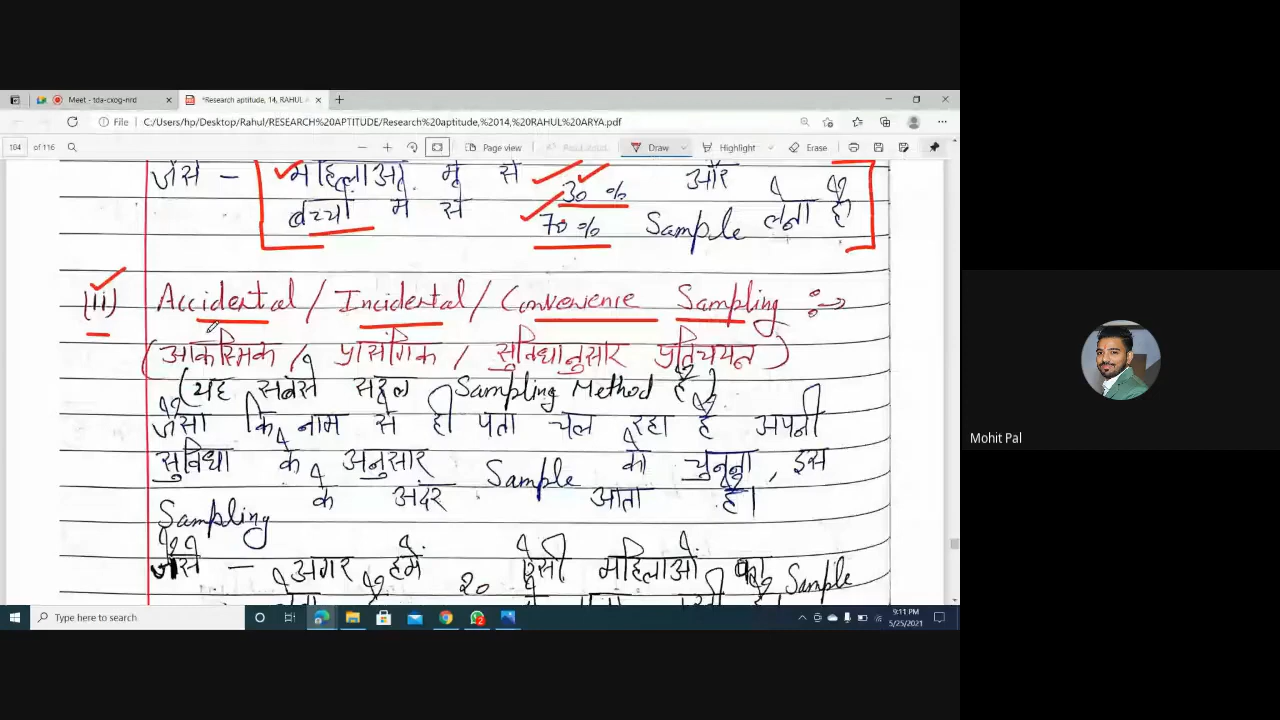 Meet - tda-cxog-nrd
*Research aptitude, 14, RAHUL A
File C:/Users/hp/Desktop/Rahul/RESEARCH%20APTITUDE/Research%20aptitude,%2014,%20RAHUL%20ARYA.pdf
104 of 116 Page view Read aloud Draw Highlight Erase
जैसे - महिलाओं में से 30 % और
बच्चों में से 70 % Sample लेना है
(ii) Accidental / Incidental / Convenience Sampling :→
(आकस्मिक / प्रासंगिक / सुविधानुसार प्रतिचयन)
(यह सबसे सरल Sampling Method है)
जैसा कि नाम से ही पता चल रहा है अपनी
सुविधा के अनुसार Sample को चुनना, इस
Sampling के अंदर आता है।
जैसे - अगर हमें ऐसी महिलाओं का Sample
20
Mohit Pal
Type here to search
9:11 PM
5/25/2021